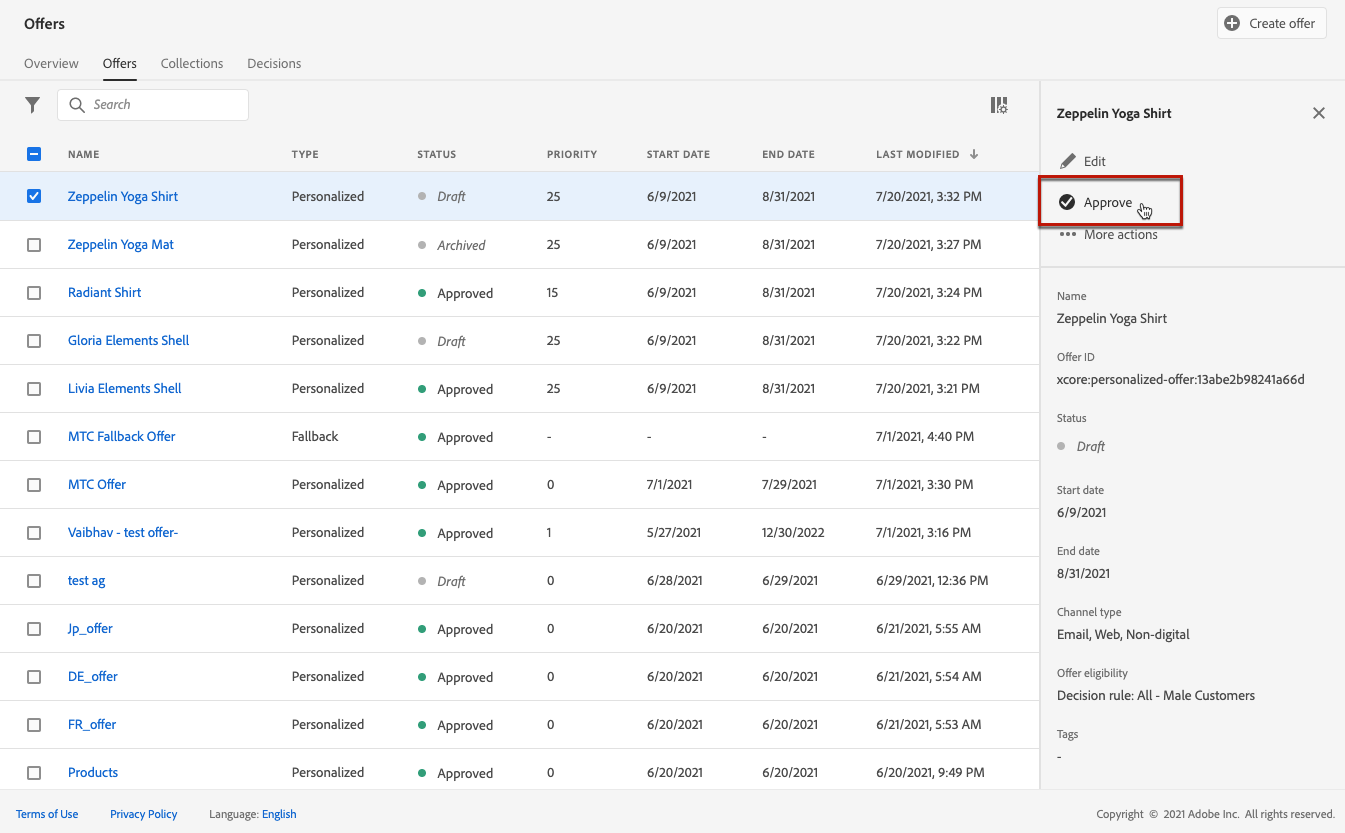 Offers
Create offer
Overview Offers Collections Decisions
Search
NAME TYPE STATUS PRIORITY START DATE END DATE LAST MODIFIED
Zeppelin Yoga Shirt Personalized Draft 25 6/9/2021 8/31/2021 7/20/2021, 3:32 PM
Zeppelin Yoga Mat Personalized Archived 25 6/9/2021 8/31/2021 7/20/2021, 3:27 PM
Radiant Shirt Personalized Approved 15 6/9/2021 8/31/2021 7/20/2021, 3:24 PM
Gloria Elements Shell Personalized Draft 25 6/9/2021 8/31/2021 7/20/2021, 3:22 PM
Livia Elements Shell Personalized Approved 25 6/9/2021 8/31/2021 7/20/2021, 3:21 PM
MTC Fallback Offer Fallback Approved - - - 7/1/2021, 4:40 PM
MTC Offer Personalized Approved 0 7/1/2021 7/29/2021 7/1/2021, 3:30 PM
Vaibhav - test offer- Personalized Approved 1 5/27/2021 12/30/2022 7/1/2021, 3:16 PM
test ag Personalized Draft 0 6/28/2021 6/29/2021 6/29/2021, 12:36 PM
Jp_offer Personalized Approved 0 6/20/2021 6/20/2021 6/21/2021, 5:55 AM
DE_offer Personalized Approved 0 6/20/2021 6/20/2021 6/21/2021, 5:54 AM
FR_offer Personalized Approved 0 6/20/2021 6/20/2021 6/21/2021, 5:53 AM
Products Personalized Approved 0 6/20/2021 6/20/2021 6/20/2021, 9:49 PM
Zeppelin Yoga Shirt
Edit
Approve
More actions
Name
Zeppelin Yoga Shirt
Offer ID
xcore:personalized-offer:13abe2b98241a66d
Status
Draft
Start date
6/9/2021
End date
8/31/2021
Channel type
Email, Web, Non-digital
Offer eligibility
Decision rule: All - Male Customers
Tags
-
Terms of Use Privacy Policy Language: English Copyright © 2021 Adobe Inc. All rights reserved.